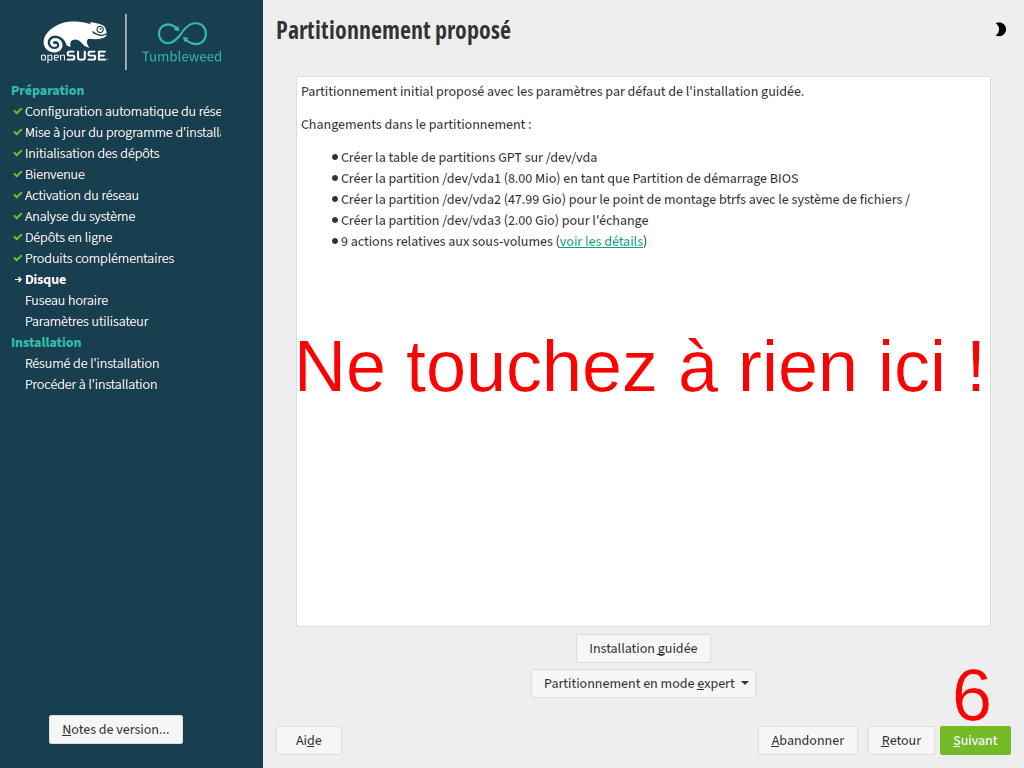 openSUSE
Tumbleweed
Préparation
Configuration automatique du rése
Mise à jour du programme d'install
Initialisation des dépôts
Bienvenue
Activation du réseau
Analyse du système
Dépôts en ligne
Produits complémentaires
Disque
Fuseau horaire
Paramètres utilisateur
Installation
Résumé de l'installation
Procéder à l'installation
Notes de version...
Partitionnement proposé
Partitionnement initial proposé avec les paramètres par défaut de l'installation guidée.
Changements dans le partitionnement :
Créer la table de partitions GPT sur /dev/vda
Créer la partition /dev/vda1 (8.00 Mio) en tant que Partition de démarrage BIOS
Créer la partition /dev/vda2 (47.99 Gio) pour le point de montage btrfs avec le système de fichiers /
Créer la partition /dev/vda3 (2.00 Gio) pour l'échange
9 actions relatives aux sous-volumes (voir les détails)
Ne touchez à rien ici !
Installation guidée
Partitionnement en mode expert
6
Aide
Abandonner
Retour
Suivant